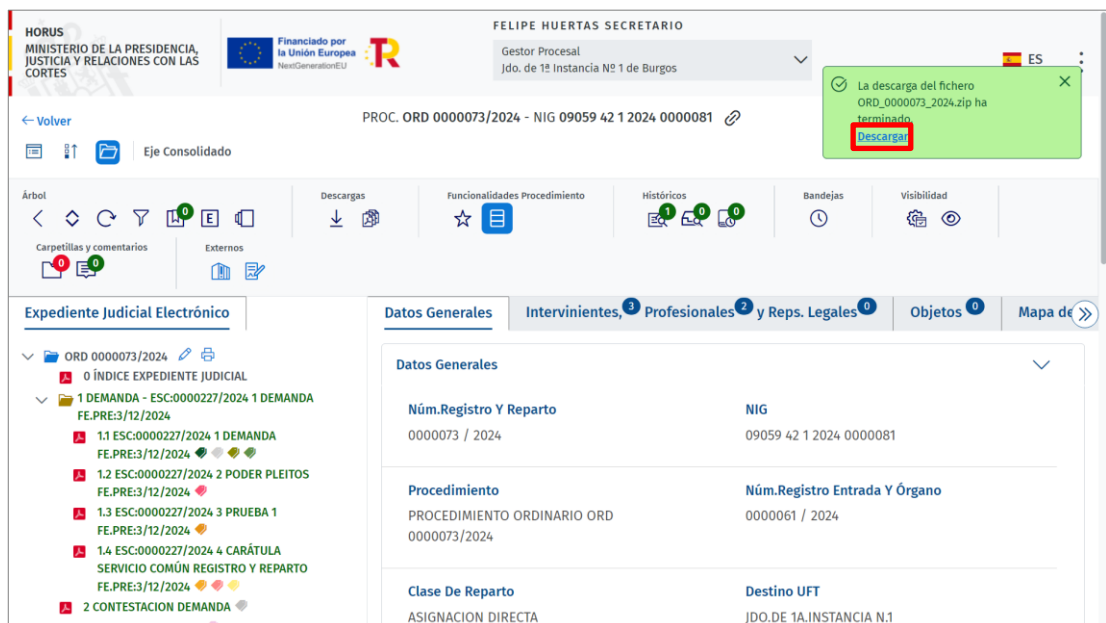 HORUS
MINISTERIO DE LA PRESIDENCIA,
JUSTICIA Y RELACIONES CON LAS
CORTES
Financiado por
la Unión Europea
NextGenerationEU
FELIPE HUERTAS SECRETARIO
Gestor Procesal
Jdo. de 1ª Instancia Nº 1 de Burgos
ES
La descarga del fichero
ORD_0000073_2024.zip ha
terminado
Descargar
Volver
PROC. ORD 0000073/2024 - NIG 09059 42 1 2024 0000081
Eje Consolidado
Árbol
Descargas
Funcionalidades Procedimiento
Históricos
Bandejas
Visibilidad
0
E
1
0
0
Carpetillas y comentarios
Externos
0
0
Expediente Judicial Electrónico
Datos Generales
Intervinientes, 3 Profesionales 2 y Reps. Legales 0
Objetos 0
Mapa de
ORD 0000073/2024
0 ÍNDICE EXPEDIENTE JUDICIAL
1 DEMANDA - ESC:0000227/2024 1 DEMANDA
FE.PRE:3/12/2024
1.1 ESC:0000227/2024 1 DEMANDA
FE.PRE:3/12/2024
1.2 ESC:0000227/2024 2 PODER PLEITOS
FE.PRE:3/12/2024
1.3 ESC:0000227/2024 3 PRUEBA 1
FE.PRE:3/12/2024
1.4 ESC:0000227/2024 4 CARÁTULA
SERVICIO COMÚN REGISTRO Y REPARTO
FE.PRE:3/12/2024
2 CONTESTACION DEMANDA
Datos Generales
Núm.Registro Y Reparto
0000073 / 2024
NIG
09059 42 1 2024 0000081
Procedimiento
PROCEDIMIENTO ORDINARIO ORD
0000073/2024
Núm.Registro Entrada Y Órgano
0000061 / 2024
Clase De Reparto
ASIGNACION DIRECTA
Destino UFT
JDO.DE 1A.INSTANCIA N.1